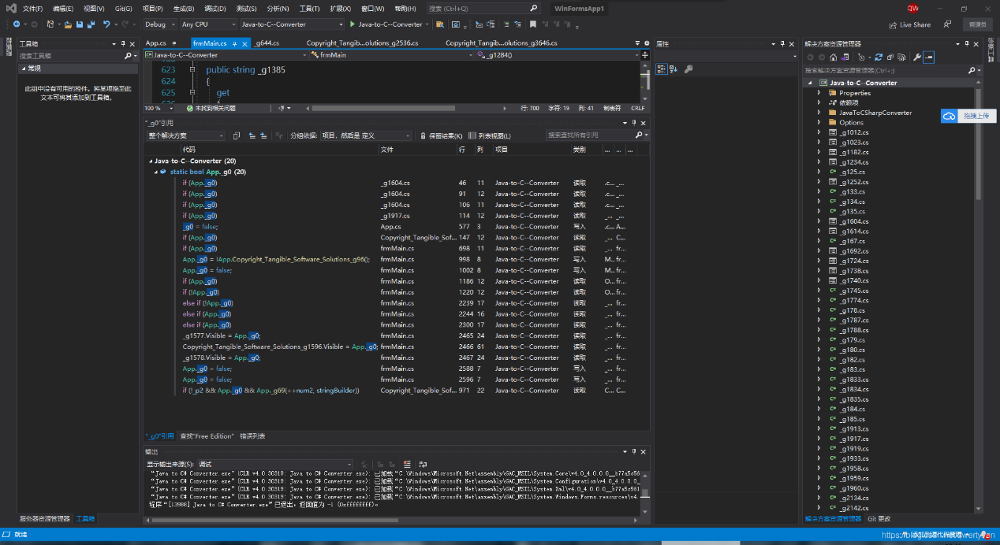 文件(F) 编辑(E) 视图(V) Git(G) 项目(P) 生成(B) 调试(D) 测试(S) 分析(N) 工具(T) 扩展(X) 窗口(W) 帮助(H) 搜索 (Ctrl+Q) WinFormsApp1 QW
Debug Any CPU Java-to-C#-Converter Java-to-C--Converter Live Share 管理员
工具箱
搜索工具箱
常规
此组中没有可用的控件。将某项拖至此
文本可将其添加到工具箱。
服务器资源管理器 工具箱
App.cs frmMain.cs _g644.cs Copyright_Tangib...olutions_g2536.cs Copyright_Tangib...olutions_g3646.cs
Java-to-C--Converter frmMain _g1284()
623 public string _g1385
624 {
625 get
100 % 未找到相关问题 行: 700 字符: 19 列: 41 制表符 CRLF
"_g0"引用
整个解决方案 分组依据: 项目，然后是 定义 保留结果(K) 列表视图(L) 搜索查找所有引用
代码 文件 行 列 项目 类别 ... ... ...
Java-to-C--Converter (20)
static bool App._g0 (20)
if (App._g0) _g1604.cs 46 11 Java-to-C--Converter 读取 .c... _...
if (App._g0) _g1604.cs 91 12 Java-to-C--Converter 读取 .c... _...
if (App._g0) _g1604.cs 106 11 Java-to-C--Converter 读取 .c... _...
if (App._g0) _g1917.cs 114 12 Java-to-C--Converter 读取 _... _...
_g0 = false; App.cs 577 3 Java-to-C--Converter 写入 .c... A...
if (App._g0) Copyright_Tangible_Sof... 147 12 Java-to-C--Converter 读取 _... C...
if (App._g0) frmMain.cs 698 11 Java-to-C--Converter 读取 _... fr...
App._g0 = !App.Copyright_Tangible_Software_Solutions_g96(); frmMain.cs 998 8 Java-to-C--Converter 写入 M... fr...
App._g0 = false; frmMain.cs 1002 8 Java-to-C--Converter 写入 M... fr...
if (App._g0) frmMain.cs 1186 12 Java-to-C--Converter 读取 O... fr...
if (!App._g0) frmMain.cs 1220 12 Java-to-C--Converter 读取 O... fr...
else if (!App._g0) frmMain.cs 2239 17 Java-to-C--Converter 读取 _... fr...
else if (App._g0) frmMain.cs 2244 16 Java-to-C--Converter 读取 _... fr...
else if (App._g0) frmMain.cs 2300 17 Java-to-C--Converter 读取 _... fr...
_g1577.Visible = App._g0; frmMain.cs 2465 24 Java-to-C--Converter 读取 _... fr...
Copyright_Tangible_Software_Solutions_g1596.Visible = App._g0; frmMain.cs 2466 61 Java-to-C--Converter 读取 _... fr...
_g1578.Visible = App._g0; frmMain.cs 2467 24 Java-to-C--Converter 读取 _... fr...
App._g0 = false; frmMain.cs 2588 7 Java-to-C--Converter 写入 _... fr...
App._g0 = false; frmMain.cs 2596 7 Java-to-C--Converter 写入 _... fr...
if (!_p2 && App._g0 && App._g69(++num2, stringBuilder)) Copyright_Tangible_Sof... 971 22 Java-to-C--Converter 读取 C... C...
"_g0"引用 查找"Free Edition" 错误列表
输出
显示输出来源(S): 调试
“Java to C# Converter.exe”(CLR v4.0.30319: Java to C# Converter.exe): 已加载“C:\Windows\Microsoft.Net\assembly\GAC_MSIL\System.Core\v4.0_4.0.0.0__b77a5c56
“Java to C# Converter.exe”(CLR v4.0.30319: Java to C# Converter.exe): 已加载“C:\Windows\Microsoft.Net\assembly\GAC_MSIL\System.Configuration\v4.0_4.0.0.0_
“Java to C# Converter.exe”(CLR v4.0.30319: Java to C# Converter.exe): 已加载“C:\Windows\Microsoft.Net\assembly\GAC_MSIL\System.Xml\v4.0_4.0.0.0__b77a5c561
“Java to C# Converter.exe”(CLR v4.0.30319: Java to C# Converter.exe): 已加载“C:\Windows\Microsoft.Net\assembly\GAC_MSIL\System.Windows.Forms.resources\v4.
程序“[13988] Java to C# Converter.exe”已退出，返回值为 -1 (0xffffffff)。
属性
解决方案资源管理器
搜索解决方案资源管理器(Ctrl+;)
Java-to-C--Converter
Properties
依赖项
JavaToCSharpConverter
Options
_g1012.cs
_g1023.cs
_g1182.cs
_g1234.cs
_g125.cs
_g1252.cs
_g133.cs
_g134.cs
_g135.cs
_g1604.cs
_g1614.cs
_g167.cs
_g1692.cs
_g1724.cs
_g1738.cs
_g1740.cs
_g1745.cs
_g1774.cs
_g178.cs
_g1787.cs
_g1788.cs
_g179.cs
_g180.cs
_g182.cs
_g183.cs
_g1833.cs
_g1834.cs
_g1835.cs
_g184.cs
_g185.cs
_g1913.cs
_g1917.cs
_g1919.cs
_g1933.cs
_g1958.cs
_g1959.cs
_g1960.cs
_g2134.cs
_g2142.cs
解决方案资源管理器 Git 更改
拖拽上传
就绪